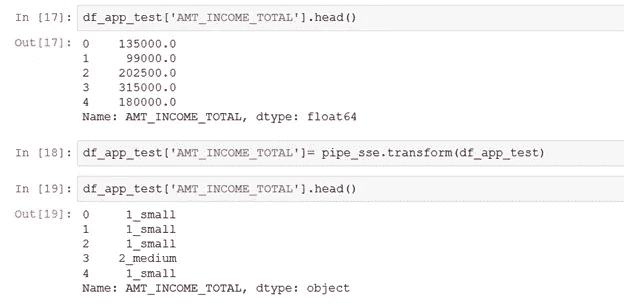 In [17]: df_app_test['AMT_INCOME_TOTAL'].head()
Out[17]: 0    135000.0
1     99000.0
2    202500.0
3    315000.0
4    180000.0
Name: AMT_INCOME_TOTAL, dtype: float64
In [18]: df_app_test['AMT_INCOME_TOTAL']= pipe_sse.transform(df_app_test)
In [19]: df_app_test['AMT_INCOME_TOTAL'].head()
Out[19]: 0     1_small
1     1_small
2     1_small
3    2_medium
4     1_small
Name: AMT_INCOME_TOTAL, dtype: object